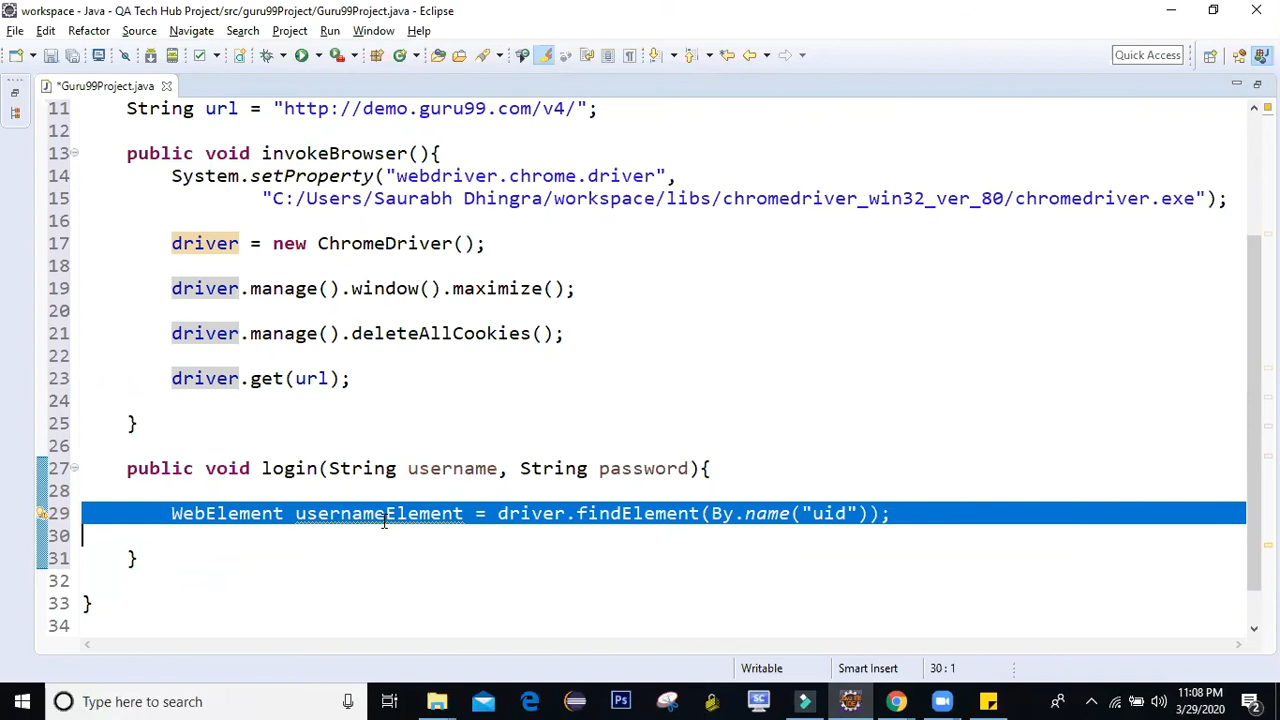 workspace - Java - QA Tech Hub Project/src/guru99Project/Guru99Project.java - Eclipse
File Edit Refactor Source Navigate Search Project Run Window Help
Quick Access
*Guru99Project.java
11 String url = "http://demo.guru99.com/v4/";
12
13 public void invokeBrowser(){
14 System.setProperty("webdriver.chrome.driver",
15 "C:/Users/Saurabh Dhingra/workspace/libs/chromedriver_win32_ver_80/chromedriver.exe");
16
17 driver = new ChromeDriver();
18
19 driver.manage().window().maximize();
20
21 driver.manage().deleteAllCookies();
22
23 driver.get(url);
24
25 }
26
27 public void login(String username, String password){
28
29 WebElement usernameElement = driver.findElement(By.name("uid"));
30
31 }
32
33 }
34
Writable Smart Insert 30 : 1
Type here to search
Ps
SC
11:08 PM
3/29/2020
2